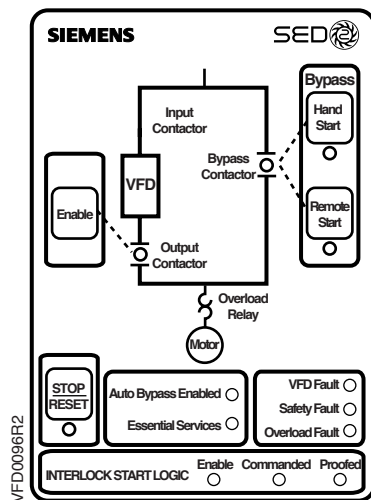 SIEMENS
SED2
Bypass
Hand
Start
Remote
Start
Input
Contactor
Bypass
Contactor
VFD
Enable
Output
Contactor
Overload
Relay
Motor
STOP
RESET
Auto Bypass Enabled
Essential Services
VFD Fault
Safety Fault
Overload Fault
INTERLOCK START LOGIC
Enable
Commanded
Proofed
VFD0096R2